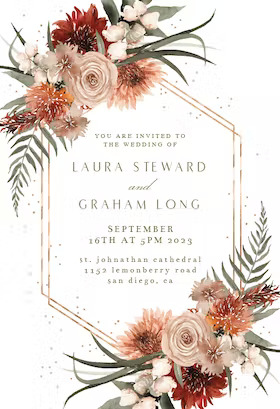 YOU ARE INVITED TO
THE WEDDING OF
LAURA STEWARD
and
GRAHAM LONG
SEPTEMBER
16TH AT 5PM 2023
st. johnathan cathedral
1152 lemonberry road
san diego, ca